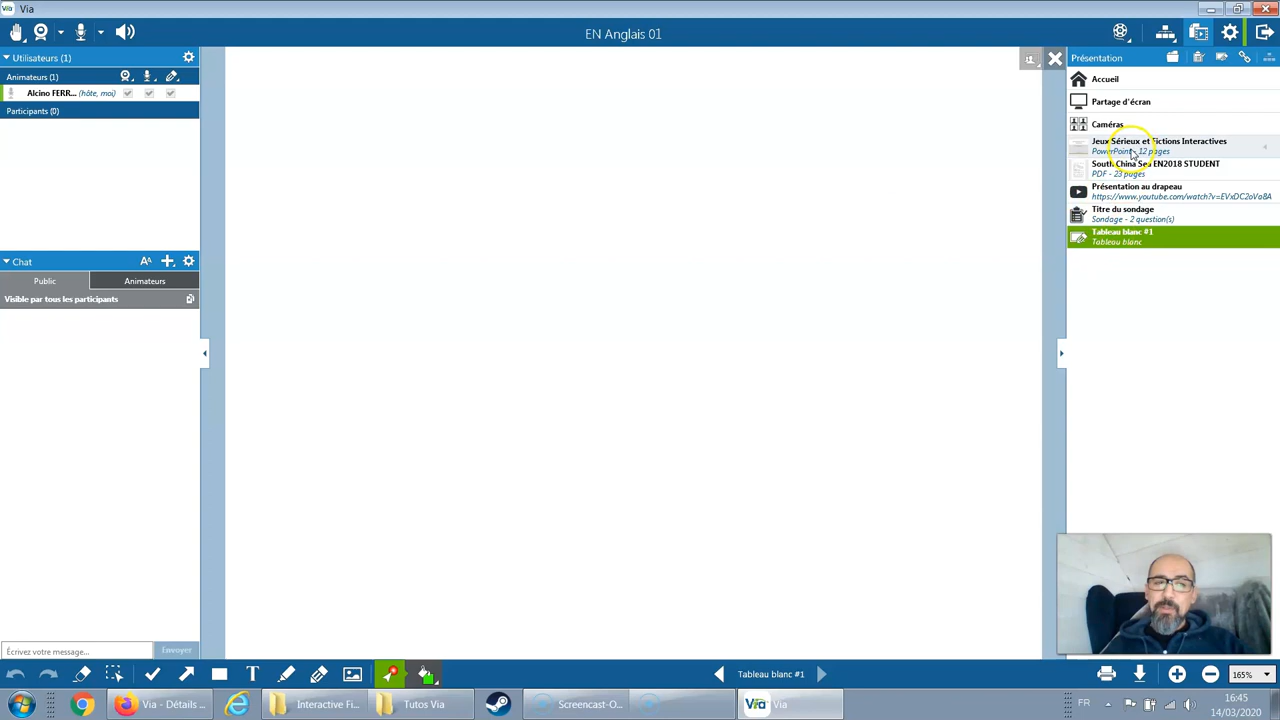 Via
EN Anglais 01
Utilisateurs (1)
Animateurs (1)
Alcino FERR... (hôte, moi)
Participants (0)
Chat
AA
Public
Animateurs
Visible par tous les participants
Écrivez votre message...
Envoyer
Présentation
Accueil
Partage d'écran
Caméras
Jeux Sérieux et Fictions Interactives
PowerPoint - 12 pages
South China Sea EN2018 STUDENT
PDF - 23 pages
Présentation au drapeau
https://www.youtube.com/watch?v=EVxDC2oVa8A
Titre du sondage
Sondage - 2 question(s)
Tableau blanc #1
Tableau blanc
T
Tableau blanc #1
165%
Via - Détails ...
Interactive Fi...
Tutos Via
Screencast-O...
Via
Via
FR
16:45
14/03/2020